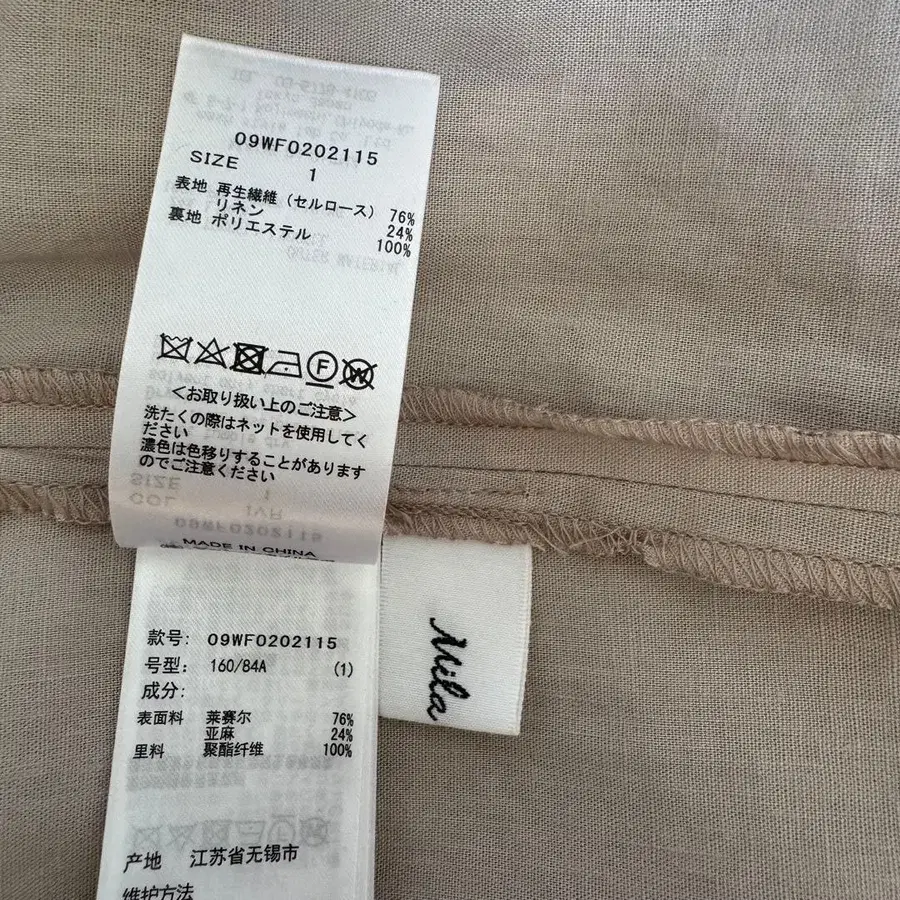 09WF0202115
SIZE 1
表地 再生繊維（セルロース） 76%
リネン 24%
裏地 ポリエステル 100%
F
W
＜お取り扱い上のご注意＞
洗たくの際はネットを使用してく
ださい
濃色は色移りすることがあります
のでご注意ください
MADE IN CHINA
款号: 09WF0202115
号型: 160/84A (1)
成分:
表面料 莱赛尔 76%
亚麻 24%
里料 聚酯纤维 100%
产地 江苏省无锡市
维护方法
Mila